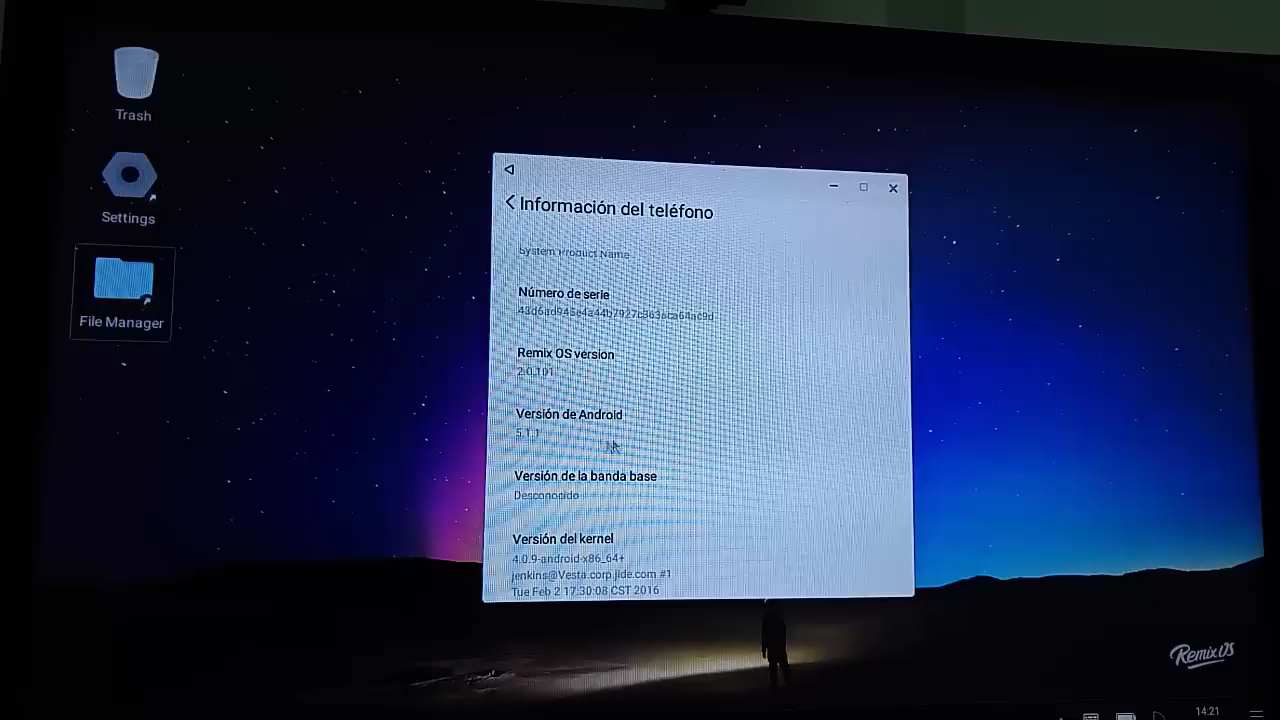 Trash
Settings
File Manager
Información del teléfono
System Product Name
Número de serie
Remix OS version
2.0.101
Versión de Android
5.1.1
Versión de la banda base
Desconocido
Versión del kernel
4.0.9-android-x86_64+
jenkins@Vesta.corp.jide.com #1
Tue Feb 2 17:30:08 CST 2016
Remix OS
14:21